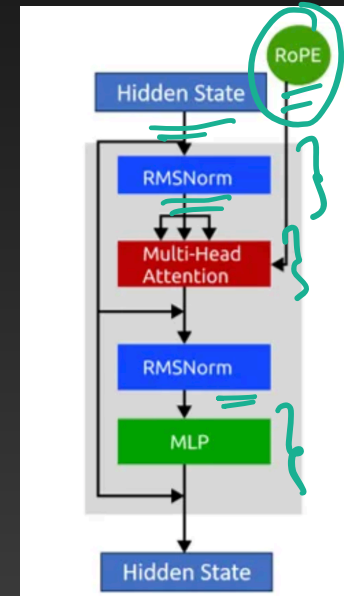 RoPE
Hidden State
RMSNorm
Multi-Head
Attention
RMSNorm
MLP
Hidden State